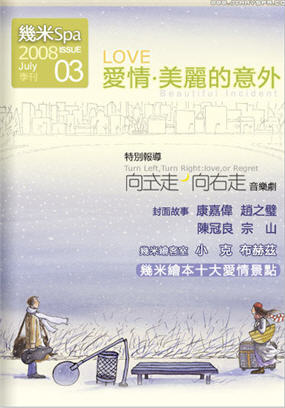 WWW.JIMMYSPA.COM
幾米Spa
2008 ISSUE
July
季刊 03
LOVE
愛情·美麗的意外
Beautiful Incident
特別報導
Turn Left,Turn Right:love,or Regret
向左走 向右走 音樂劇
封面故事 康嘉偉 趙之璧
陳冠良 宗 山
幾米繪客室 小 克 布赫茲
幾米繪本十大愛情景點